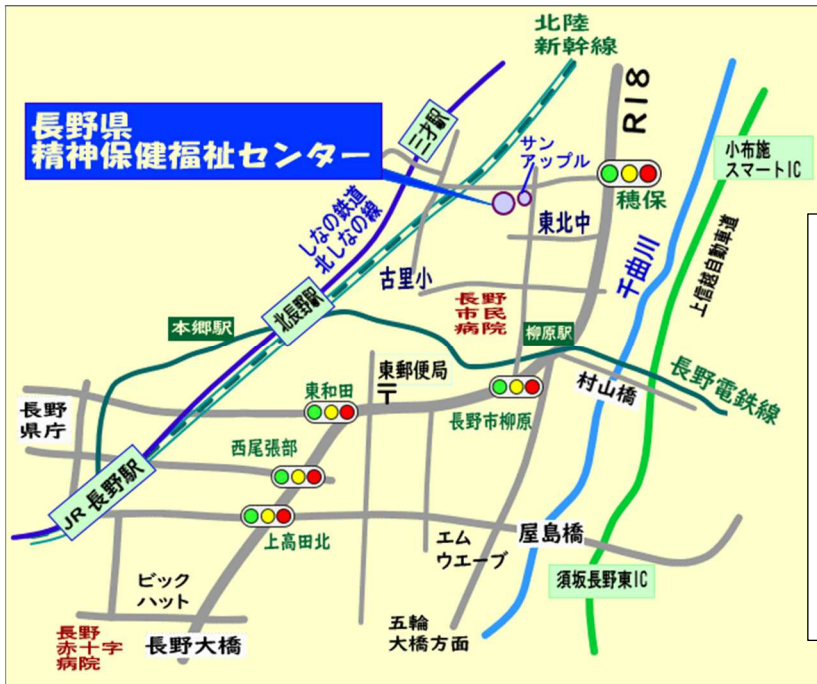 北陸
新幹線
R18
長野県
精神保健福祉センター
三才駅
サン
アップル
小布施
スマートIC
穂保
しなの鉄道
北しなの線
東北中
千曲川
上信越自動車道
古里小
北長野駅
長野
市民
病院
本郷駅
柳原駅
東郵便局
〒
東和田
長野市柳原
村山橋
長野電鉄線
長野
県庁
西尾張部
JR 長野駅
上高田北
エム
ウエーブ
屋島橋
ビック
ハット
須坂長野東IC
長野
赤十字
病院
長野大橋
五輪
大橋方面